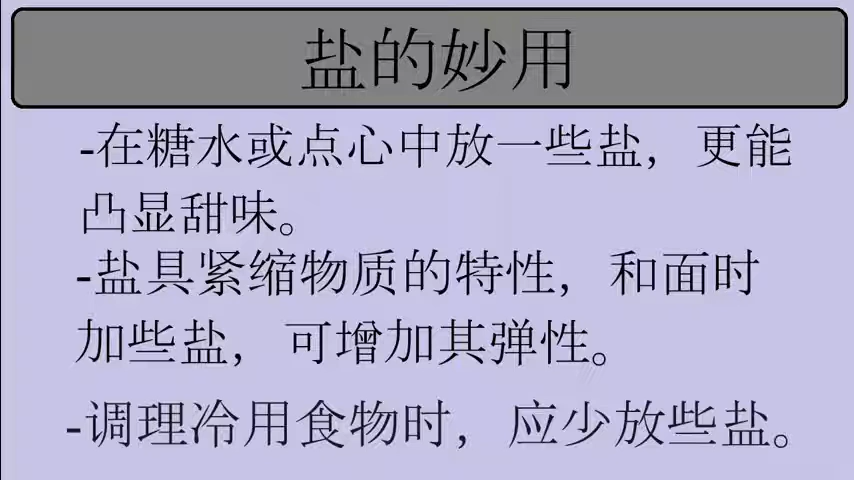 盐的妙用
-在糖水或点心中放一些盐，更能
凸显甜味。
-盐具紧缩物质的特性，和面时
加些盐，可增加其弹性。
-调理冷用食物时，应少放些盐。